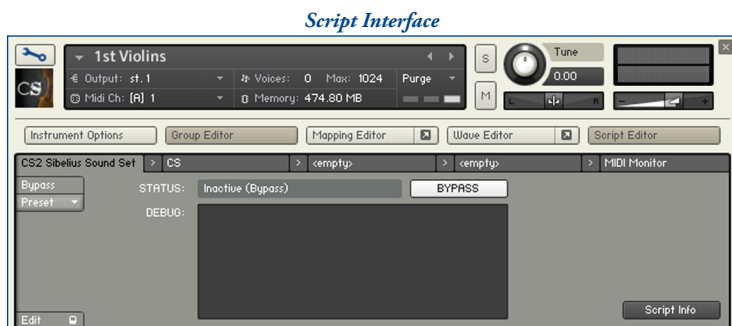 Script Interface
1st Violins
Output: st.1 Voices: 0 Max: 1024 Purge
Midi Ch: [A] 1 Memory: 474.80 MB
CS
S
M
Tune
0.00
L R
- +
Instrument Options Group Editor Mapping Editor Wave Editor Script Editor
CS2 Sibelius Sound Set > CS > <empty> > <empty> > MIDI Monitor
Bypass STATUS: Inactive (Bypass) BYPASS
Preset DEBUG:
Edit Script Info